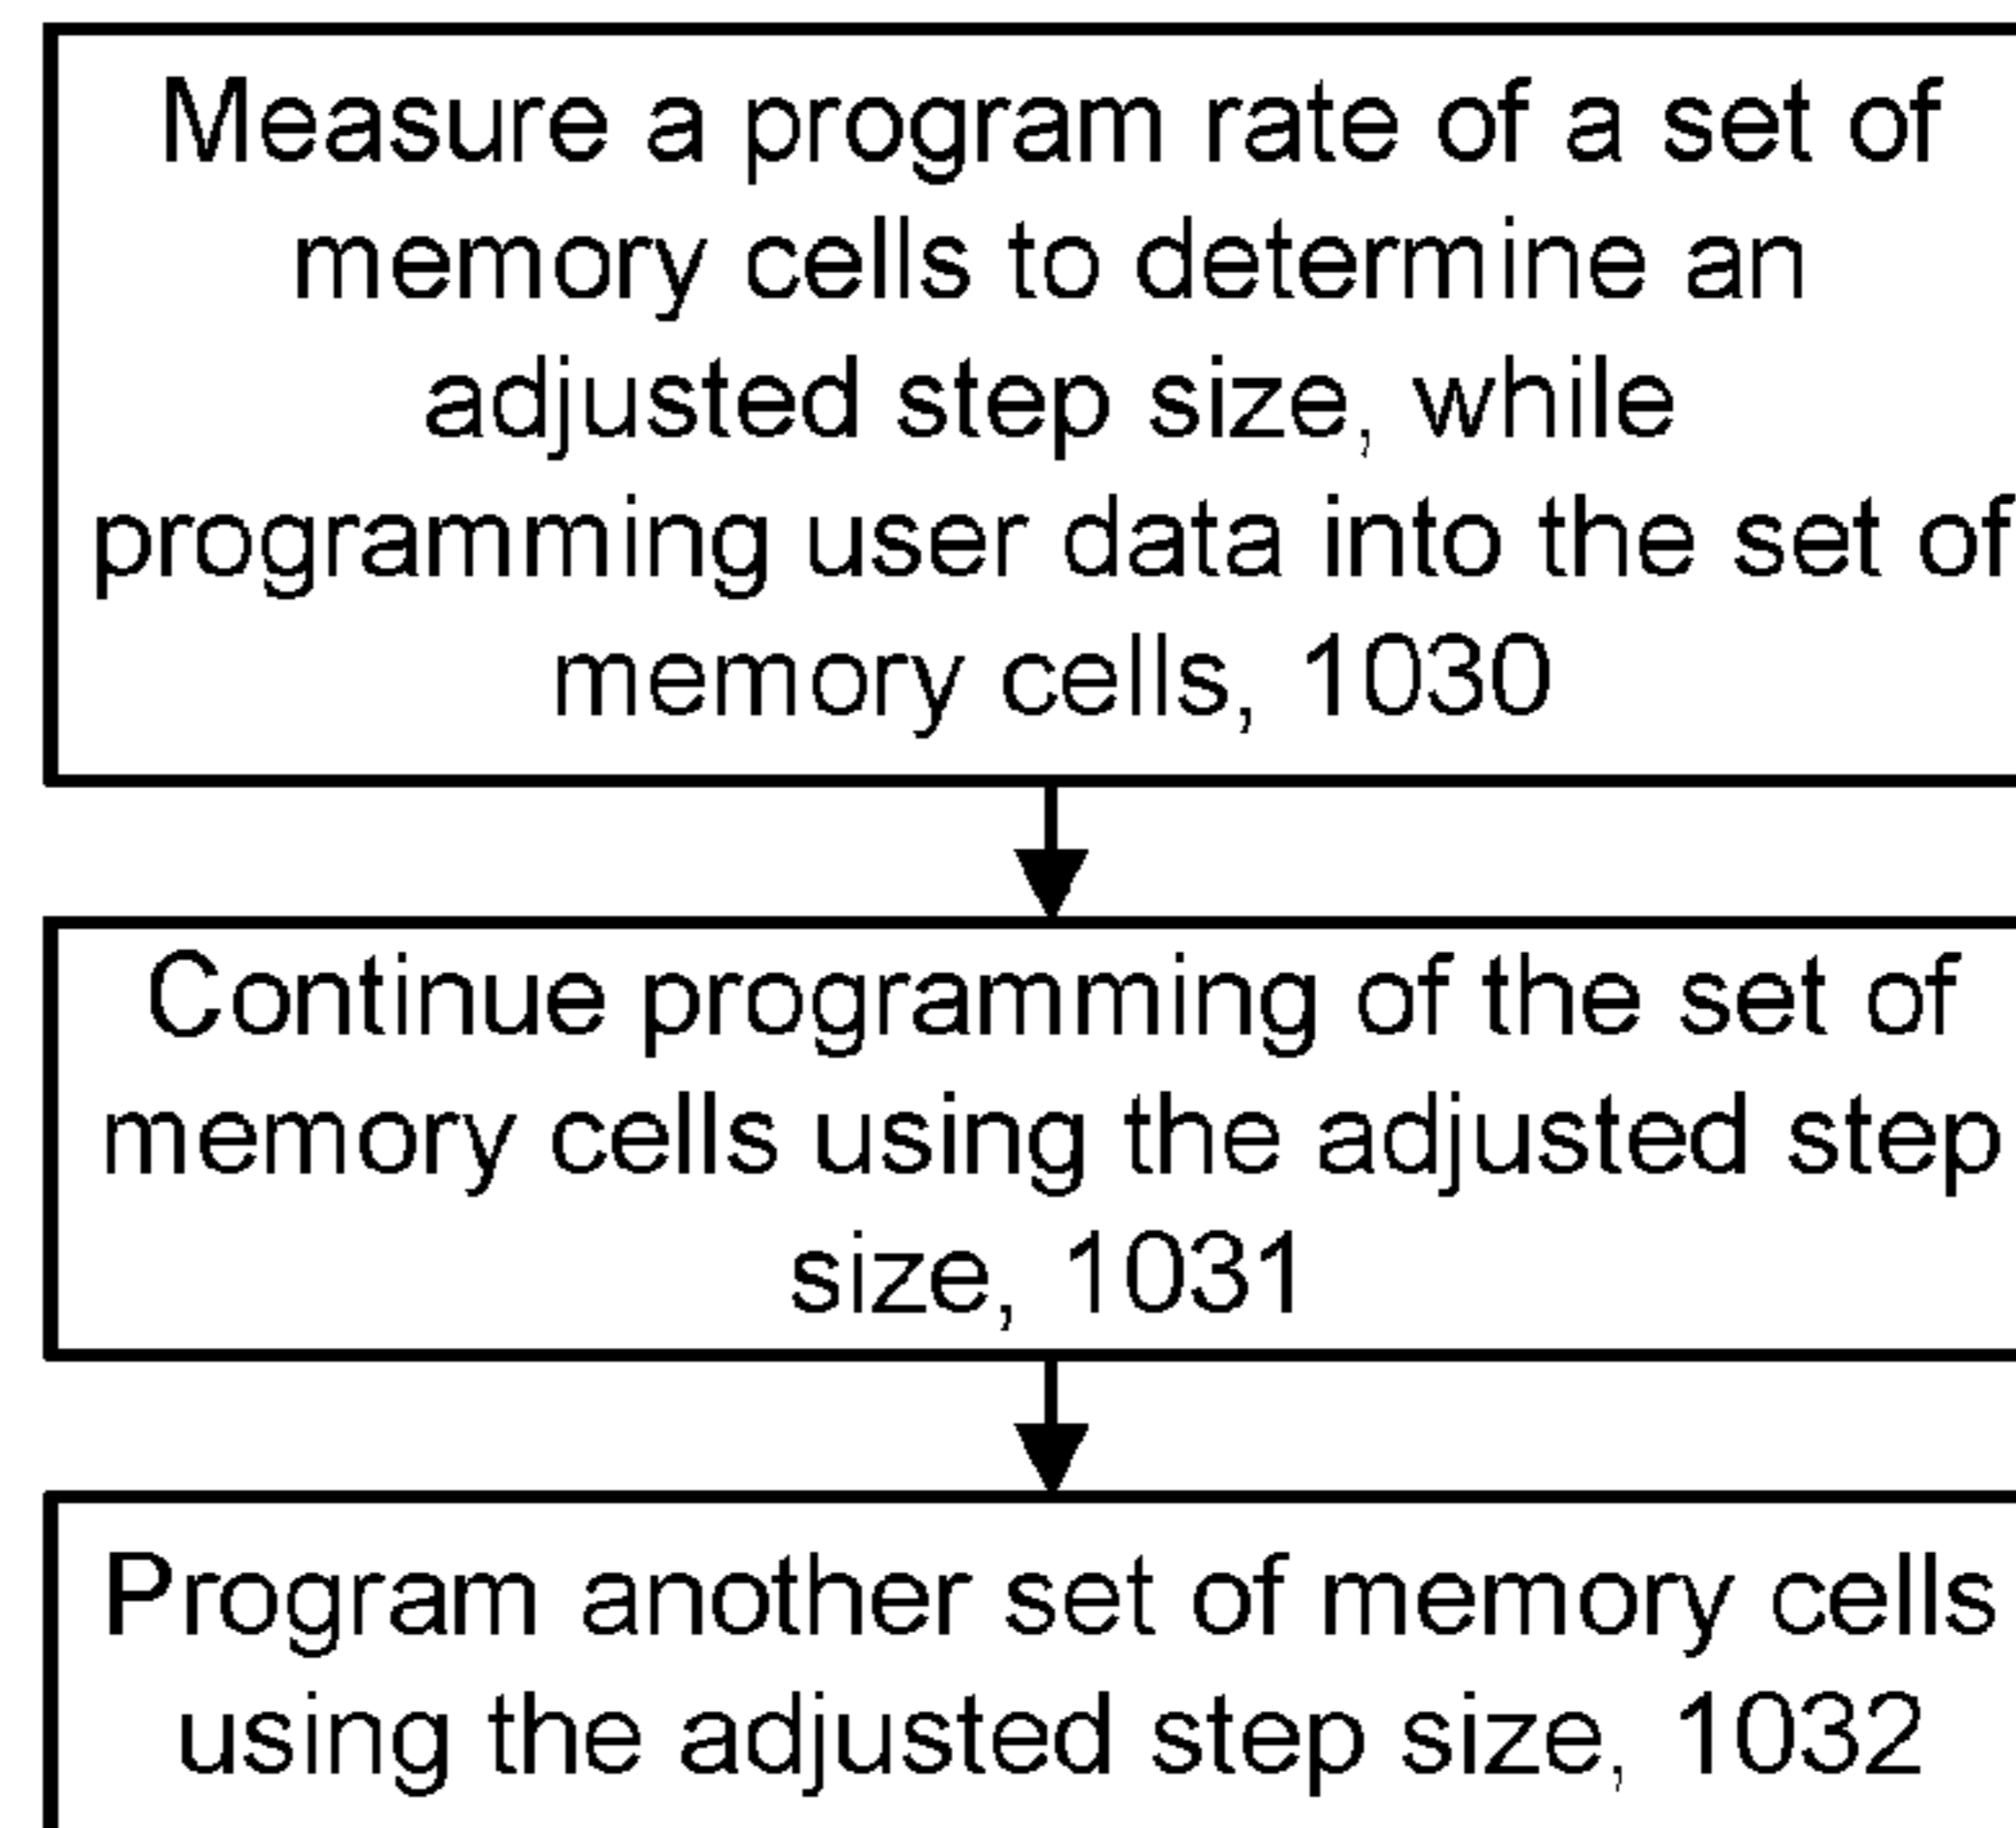 Measure a program rate of a set of
memory cells to determine an
adjusted step size, while
programming user data into the set of
memory cells, 1030
Continue programming of the set of
memory cells using the adjusted step
size, 1031
Program another set of memory cells
using the adjusted step size, 1032